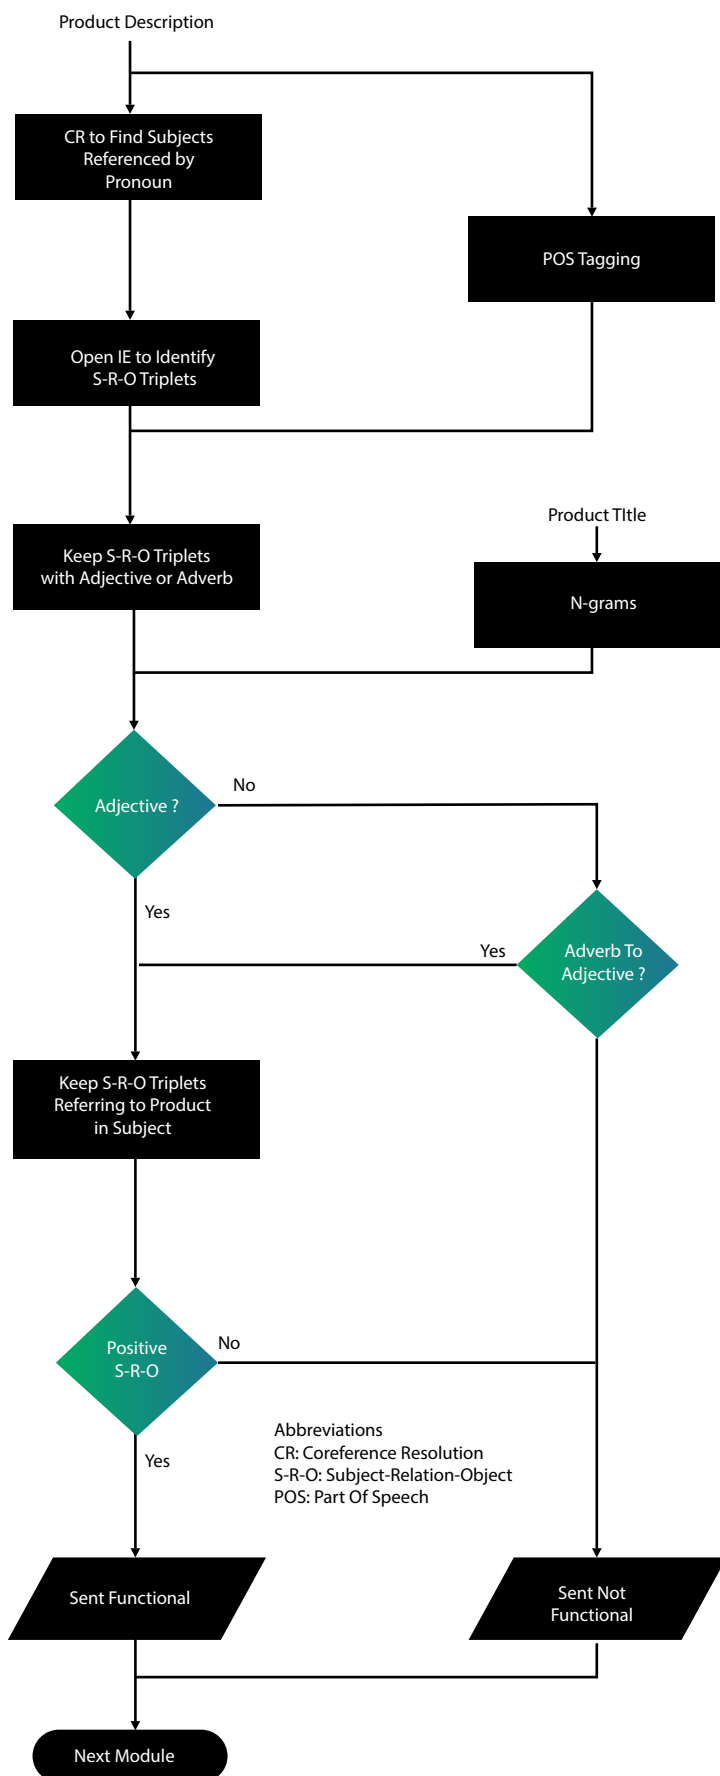 Product Description
CR to Find Subjects
Referenced by
Pronoun
POS Tagging
Open IE to Identify
S-R-O Triplets
Product TItle
Keep S-R-O Triplets
with Adjective or Adverb
N-grams
Adjective ?
No
Yes
Yes
Adverb To
Adjective ?
Keep S-R-O Triplets
Referring to Product
in Subject
Positive
S-R-O
No
Abbreviations
CR: Coreference Resolution
S-R-O: Subject-Relation-Object
POS: Part Of Speech
Yes
Sent Functional
Sent Not
Functional
Next Module